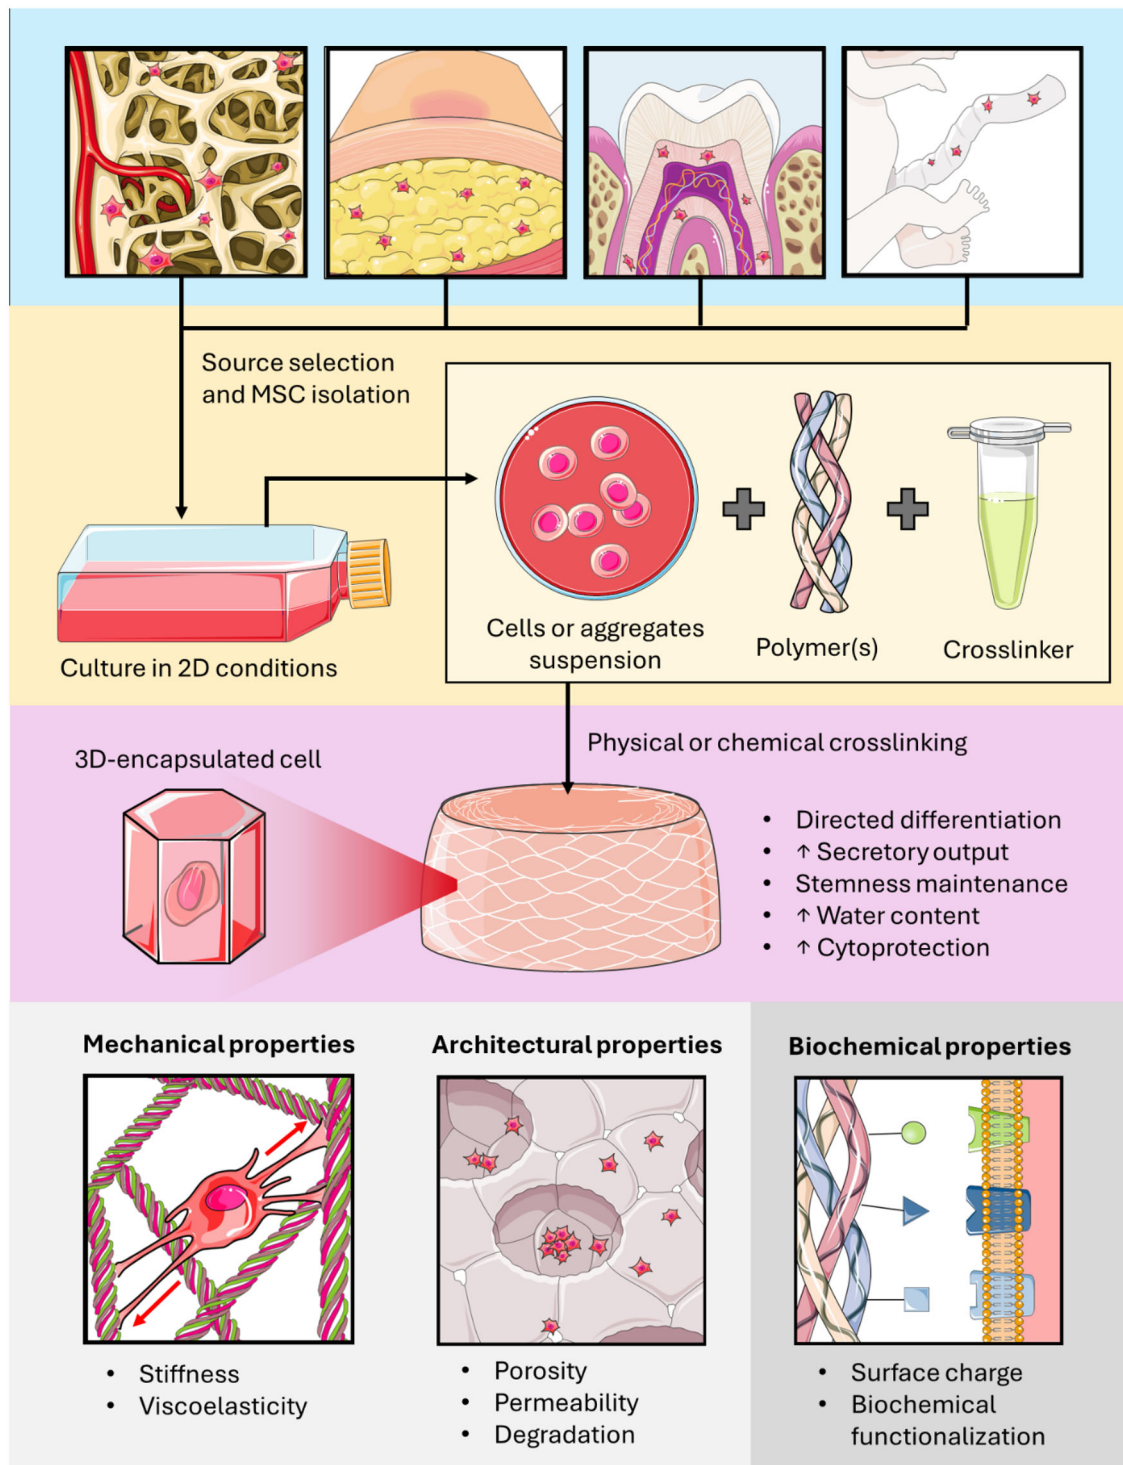 Source selection
and MSC isolation
Culture in 2D conditions
Cells or aggregates
suspension
Polymer(s)
Crosslinker
Physical or chemical crosslinking
3D-encapsulated cell
• Directed differentiation
• ↑ Secretory output
• Stemness maintenance
• ↑ Water content
• ↑ Cytoprotection
Mechanical properties
• Stiffness
• Viscoelasticity
Architectural properties
• Porosity
• Permeability
• Degradation
Biochemical properties
• Surface charge
• Biochemical
functionalization